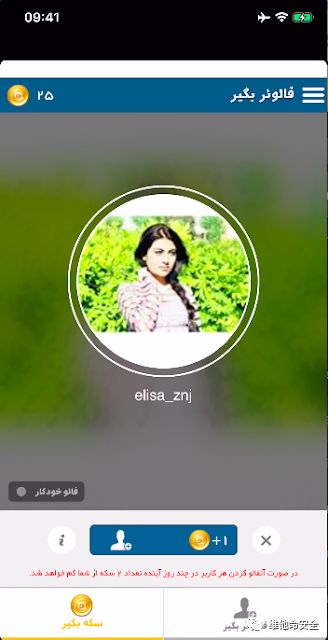 09:41
۲۵
فالوئر بگیر
elisa_znj
فالو خودکار
i
+۱
در صورت آنفالو کردن هر کاربر در چند روز آینده تعداد ۲ سکه از شما کم خواهد شد.
سکه بگیر
بگیر
维他命安全